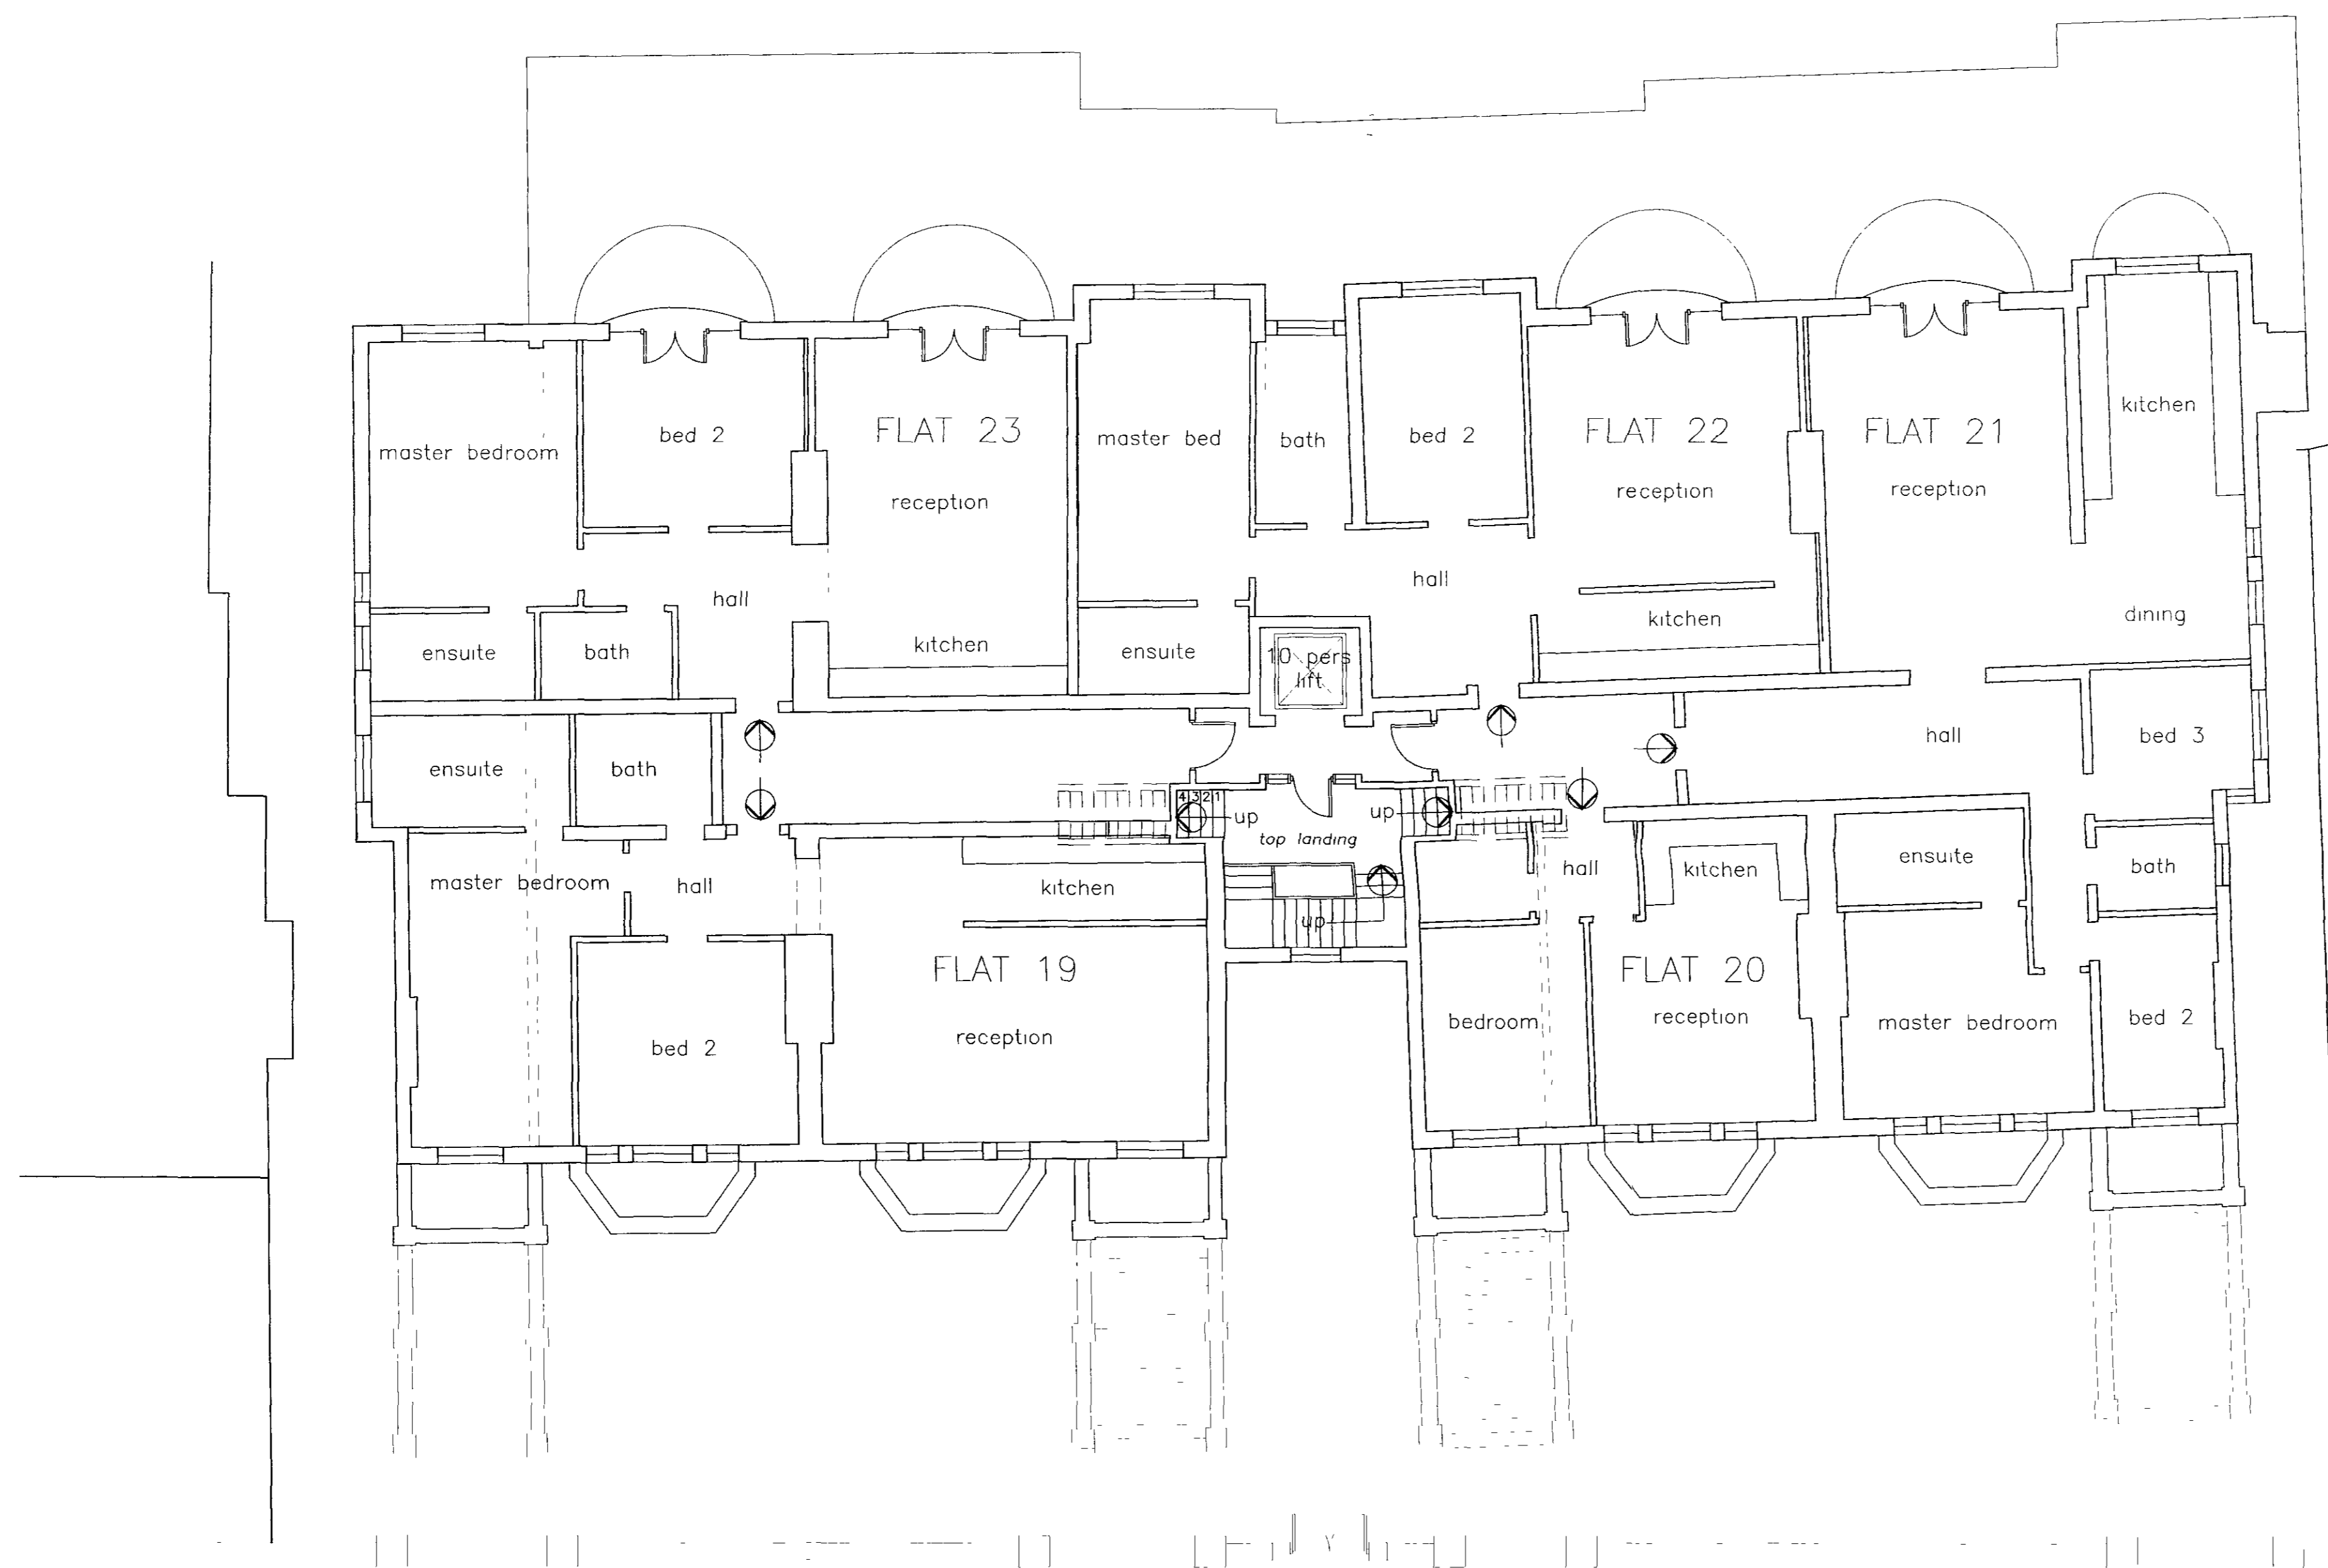 FLAT 23
master bedroom
bed 2
reception
hall
kitchen
ensuite
bath
FLAT 22
master bed
bath
bed 2
reception
hall
kitchen
ensuite
10 pers
lift
FLAT 21
reception
kitchen
dining
hall
bed 3
ensuite
bath
master bedroom
bed 2
ensuite
bath
master bedroom
hall
kitchen
FLAT 19
reception
bed 2
4 3 2 1
up
up
top landing
up
hall
kitchen
FLAT 20
bedroom
reception